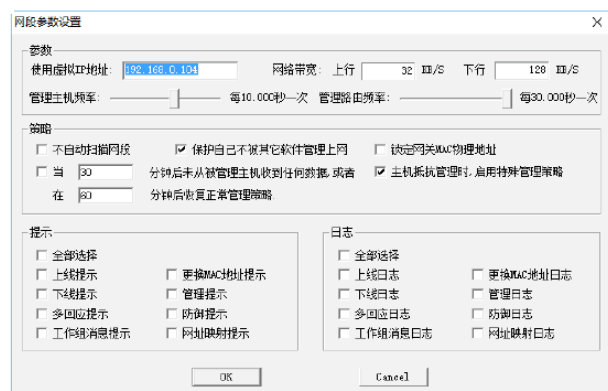 网段参数设置
参数
使用虚拟IP地址: 192.168.0.104 网络带宽: 上行 32 KB/S 下行 128 KB/S
管理主机频率: 每10.000秒一次 管理路由频率: 每30.000秒一次
策略
不自动扫描网段 保护自己不被其它软件管理上网 锁定网关MAC物理地址
当 30 分钟后未从被管理主机收到任何数据,或者 主机抵抗管理时,启用特殊管理策略
在 60 分钟后恢复正常管理策略
提示
全部选择
上线提示 更换MAC地址提示
下线提示 管理提示
多回应提示 防御提示
工作组消息提示 网址映射提示
日志
全部选择
上线日志 更换MAC地址日志
下线日志 管理日志
多回应日志 防御日志
工作组消息日志 网址映射日志
OK Cancel